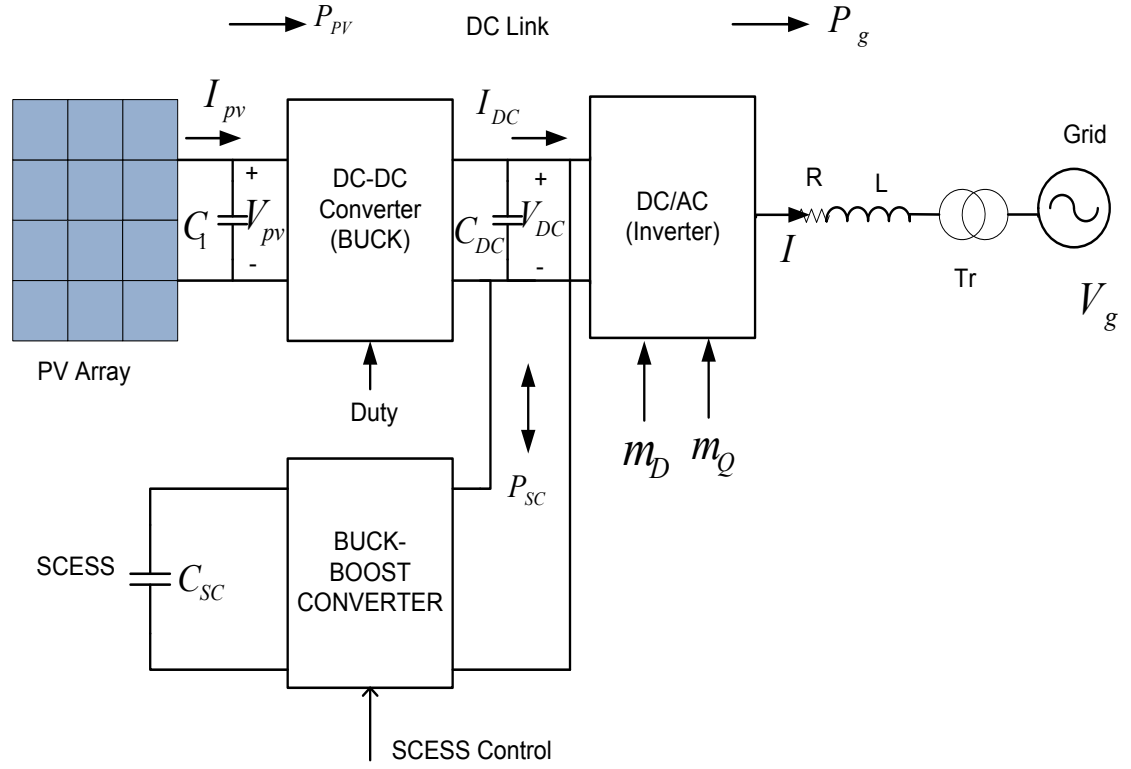 P_PV
DC Link
P_g
I_pv
I_DC
Grid
DC-DC
Converter
(BUCK)
DC/AC
(Inverter)
R
L
C_1
+
V_pv
-
C_DC
+
V_DC
-
I
Tr
V_g
PV Array
Duty
m_D
m_Q
P_SC
SCESS
C_SC
BUCK-
BOOST
CONVERTER
SCESS Control